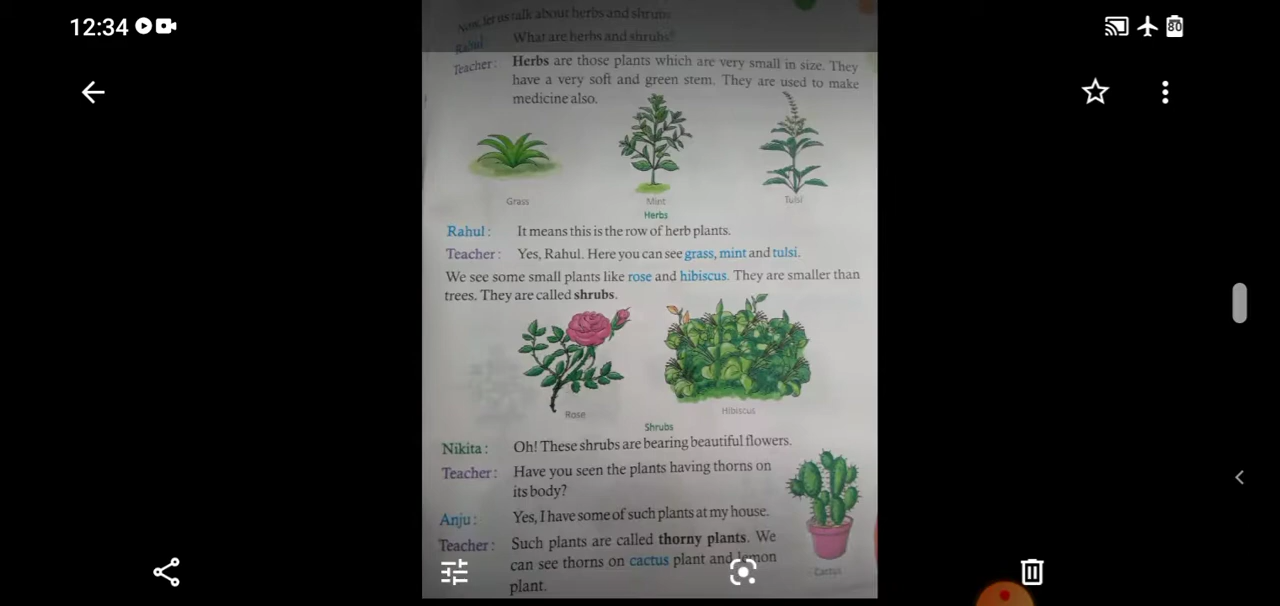 12:34
80
Now, let us talk about herbs and shrubs
Rahul What are herbs and shrubs?
Teacher: Herbs are those plants which are very small in size. They
have a very soft and green stem. They are used to make
medicine also.
Grass Mint Tulsi
Herbs
Rahul: It means this is the row of herb plants.
Teacher: Yes, Rahul. Here you can see grass, mint and tulsi.
We see some small plants like rose and hibiscus. They are smaller than
trees. They are called shrubs.
Rose Hibiscus
Shrubs
Nikita: Oh! These shrubs are bearing beautiful flowers.
Teacher: Have you seen the plants having thorns on
its body?
Anju: Yes, I have some of such plants at my house.
Teacher: Such plants are called thorny plants. We
can see thorns on cactus plant and lemon
plant.
Cactus